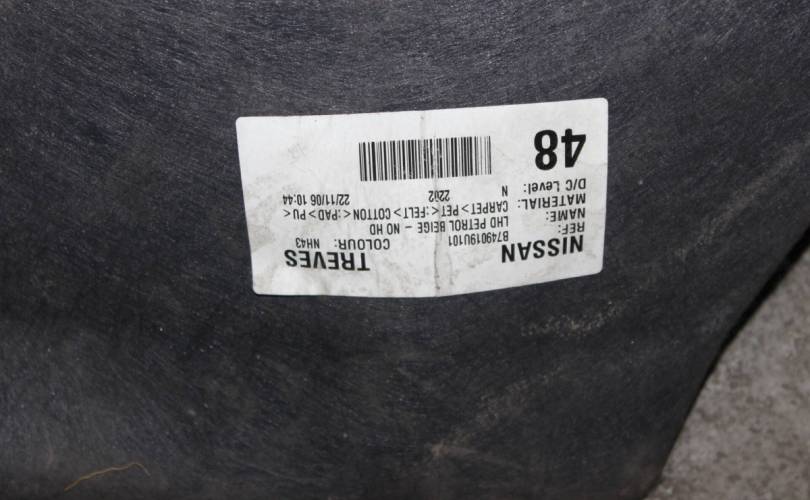 NISSAN TREVES
REF: B749019U101 COLOUR: NH43
NAME: LHD PETROL BEIGE - NO HD
MATERIAL: CARPET> PET <:FELT> COTTON <:PAD> PU <
D/C Level: N 2202 22/11/06 10:44
48